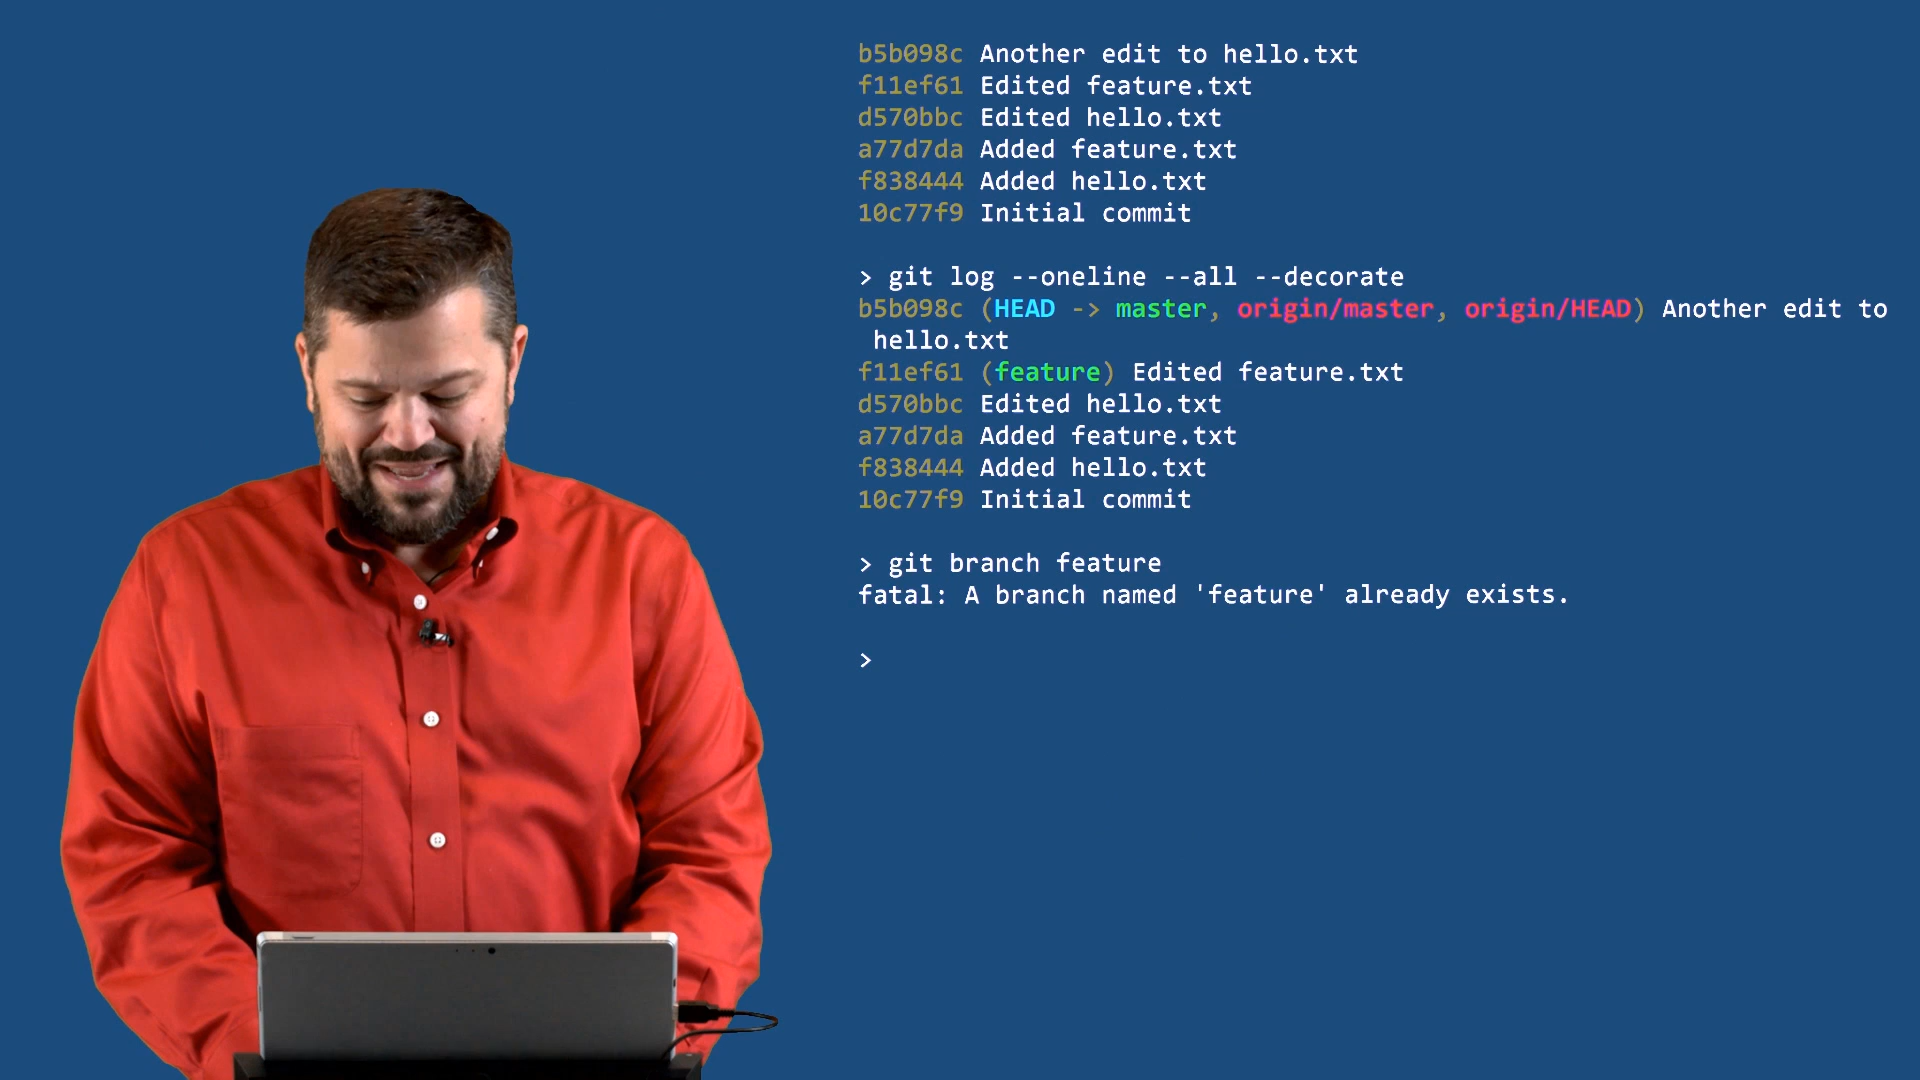 b5b098c Another edit to hello.txt
f11ef61 Edited feature.txt
d570bbc Edited hello.txt
a77d7da Added feature.txt
f838444 Added hello.txt
10c77f9 Initial commit
> git log --oneline --all --decorate
b5b098c (HEAD -> master, origin/master, origin/HEAD) Another edit to
hello.txt
f11ef61 (feature) Edited feature.txt
d570bbc Edited hello.txt
a77d7da Added feature.txt
f838444 Added hello.txt
10c77f9 Initial commit
> git branch feature
fatal: A branch named 'feature' already exists.
>